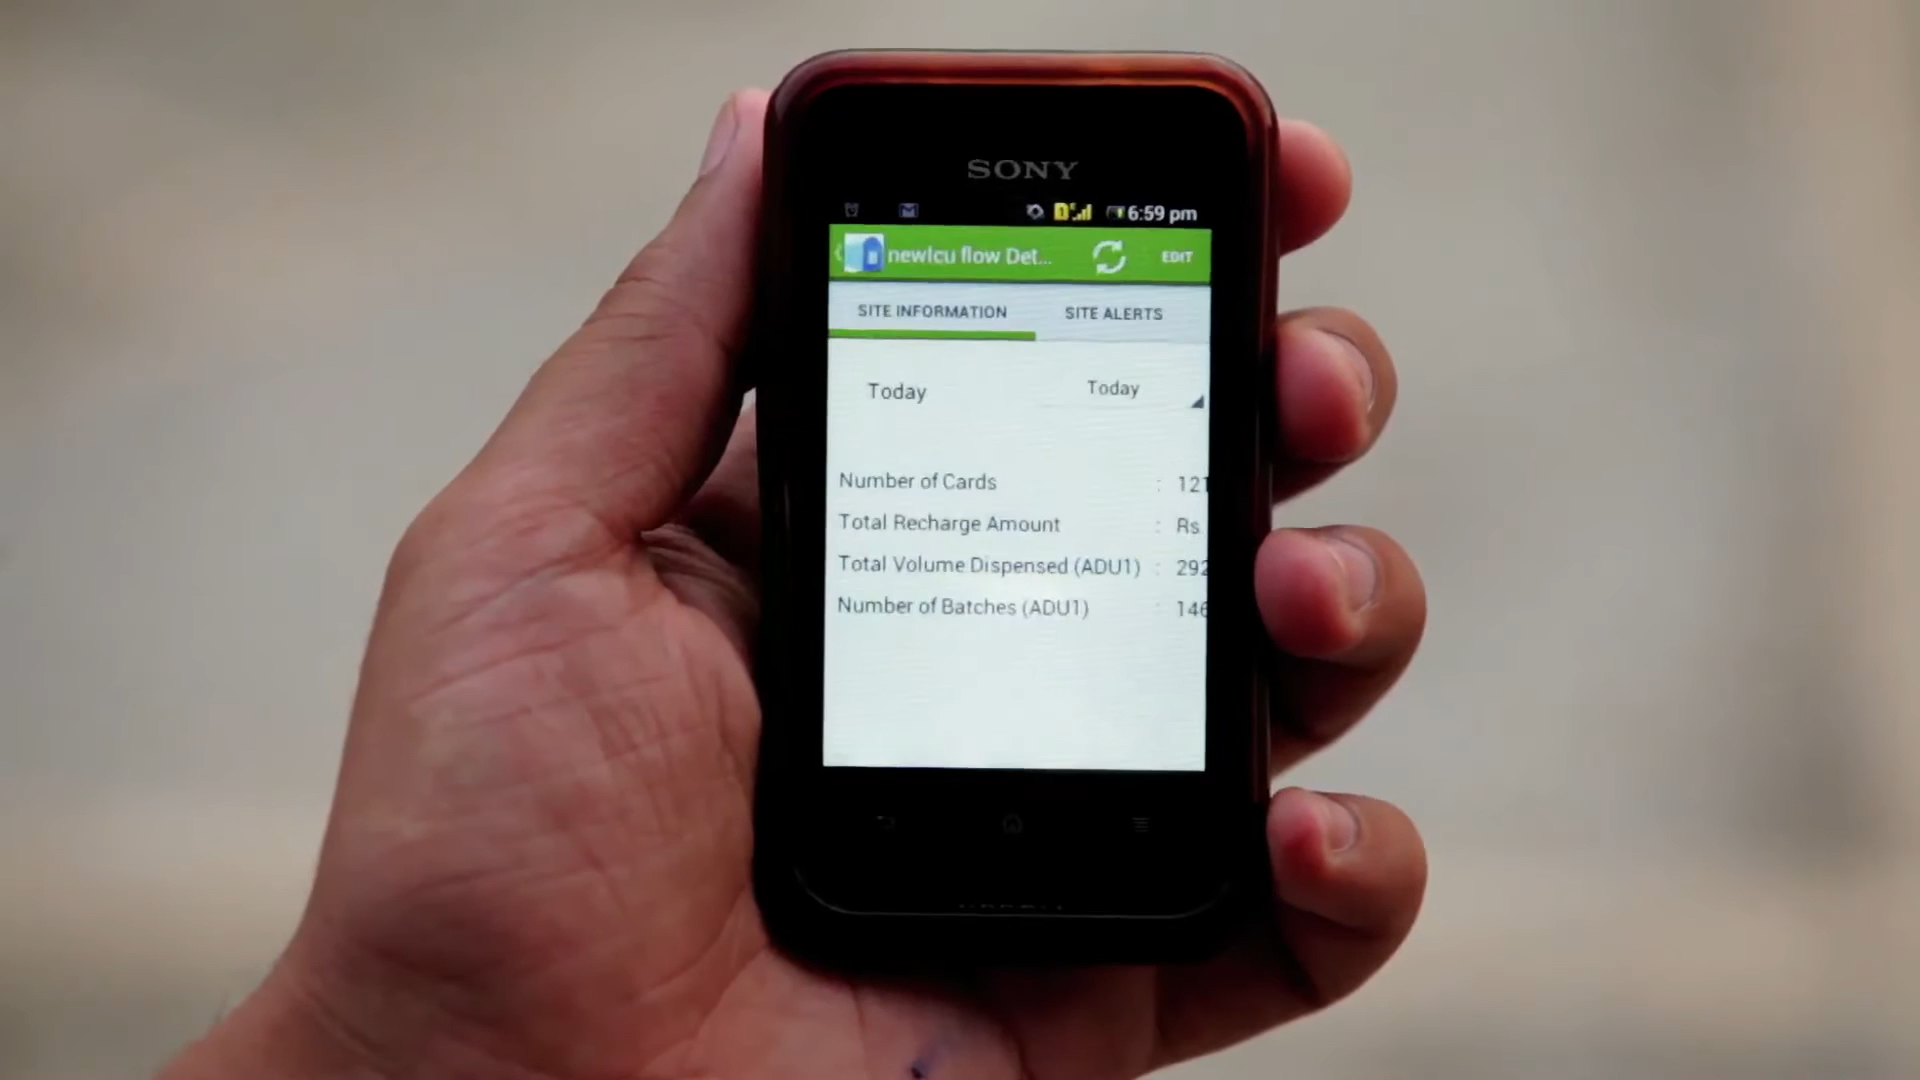 SONY
6:59 pm
newlcu flow Det... EDIT
SITE INFORMATION SITE ALERTS
Today Today
Number of Cards : 121
Total Recharge Amount : Rs
Total Volume Dispensed (ADU1) : 292
Number of Batches (ADU1) : 146